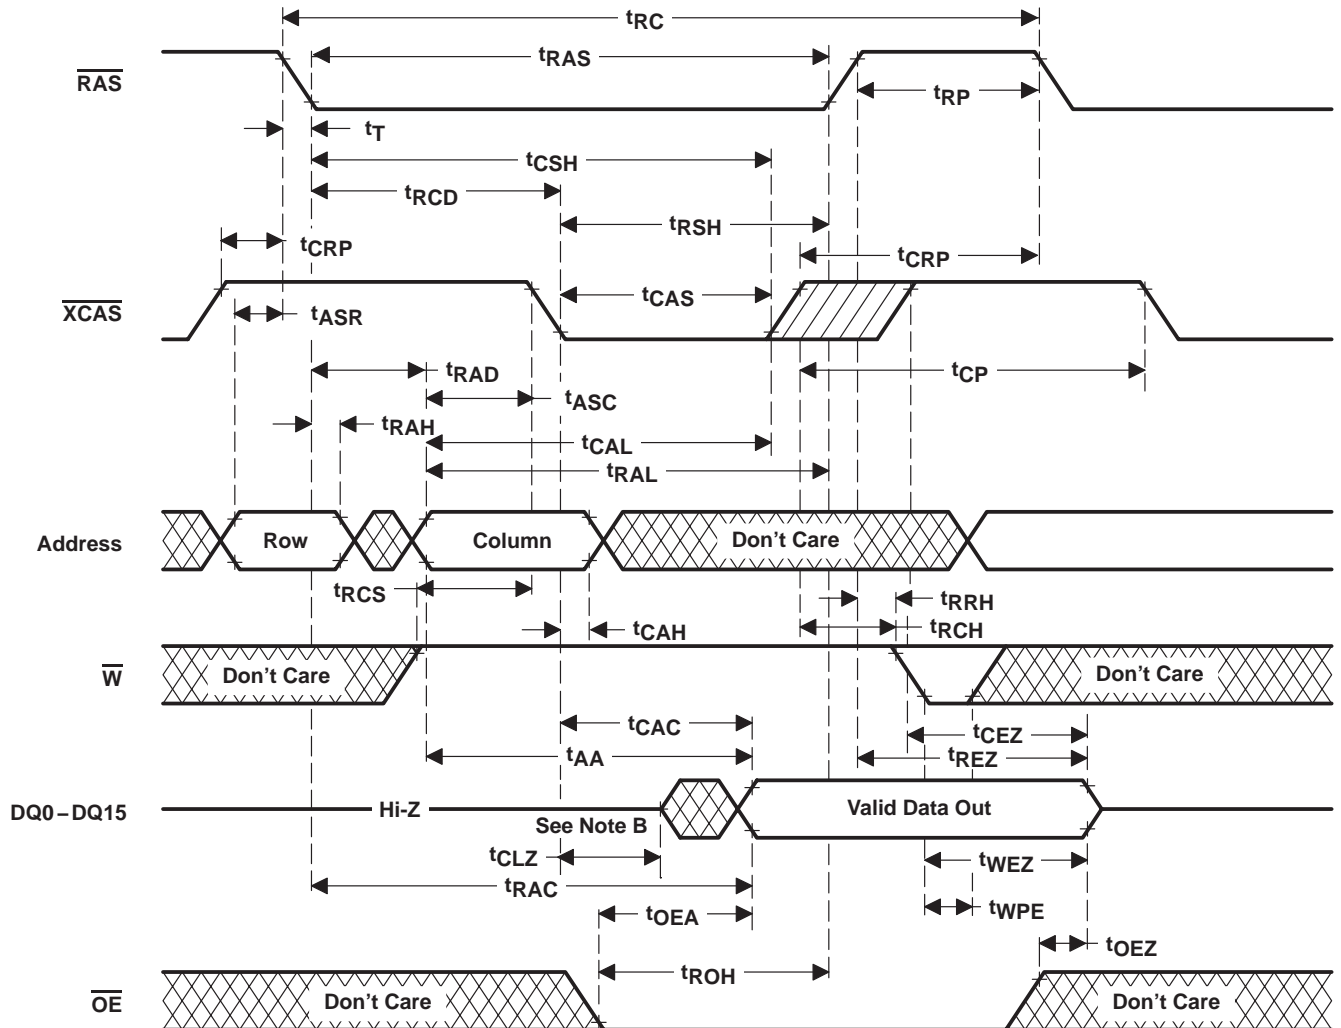 tRC
tRAS
RAS
tRP
tT
tCSH
tRCD
tRSH
tCRP
tCRP
XCAS
tCAS
tASR
tRAD
tCP
tASC
tRAH
tCAL
tRAL
Address
Row
Column
Don't Care
tRCS
tRRH
tCAH
tRCH
W
Don't Care
Don't Care
tCAC
tCEZ
tAA
tREZ
DQ0–DQ15
Hi-Z
Valid Data Out
See Note B
tCLZ
tWEZ
tRAC
tOEA
tWPE
tOEZ
tROH
OE
Don't Care
Don't Care